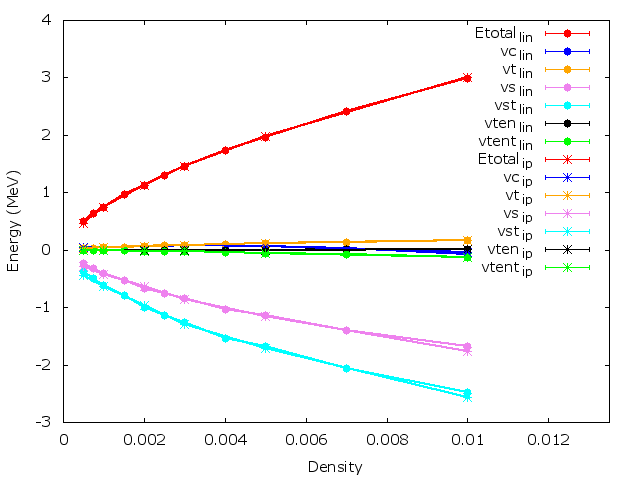 4
3
2
1
0
-1
-2
-3
0
0.002
0.004
0.006
0.008
0.01
0.012
Energy (MeV)
Density
Etotal_lin
vc_lin
vt_lin
vs_lin
vst_lin
vten_lin
vtent_lin
Etotal_ip
vc_ip
vt_ip
vs_ip
vst_ip
vten_ip
vtent_ip